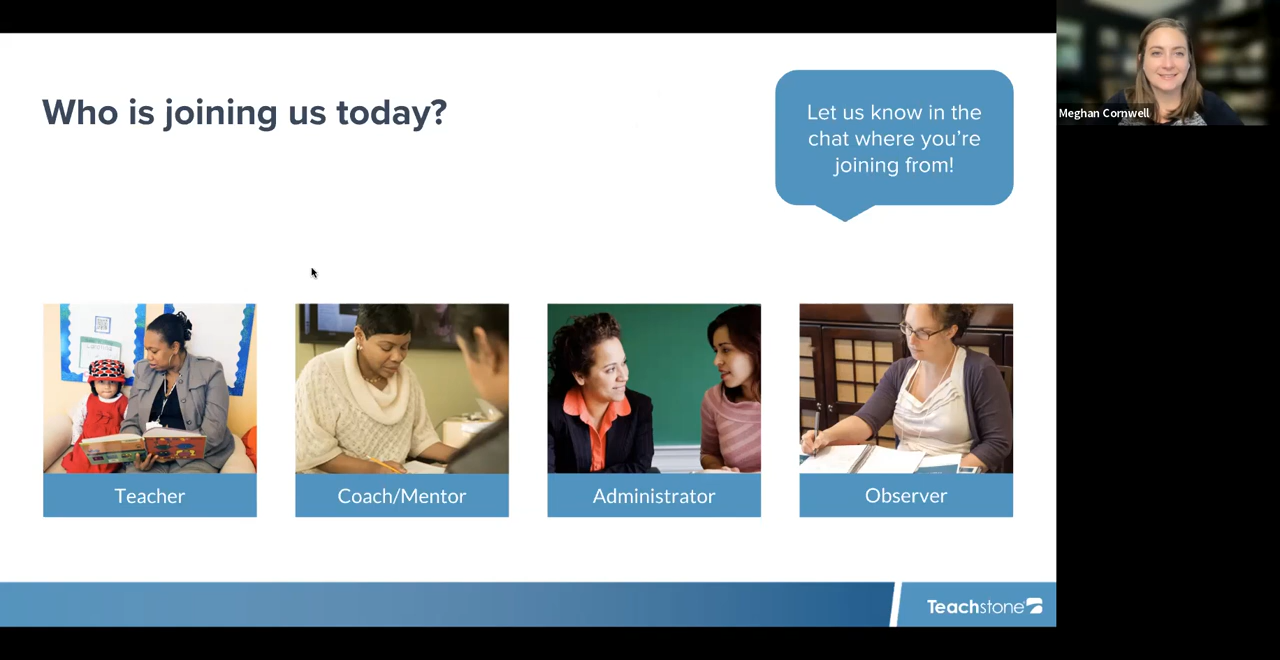 Who is joining us today?
Let us know in the
chat where you're
joining from!
Meghan Cornwell
Teacher
Coach/Mentor
Administrator
Observer
Teachstone